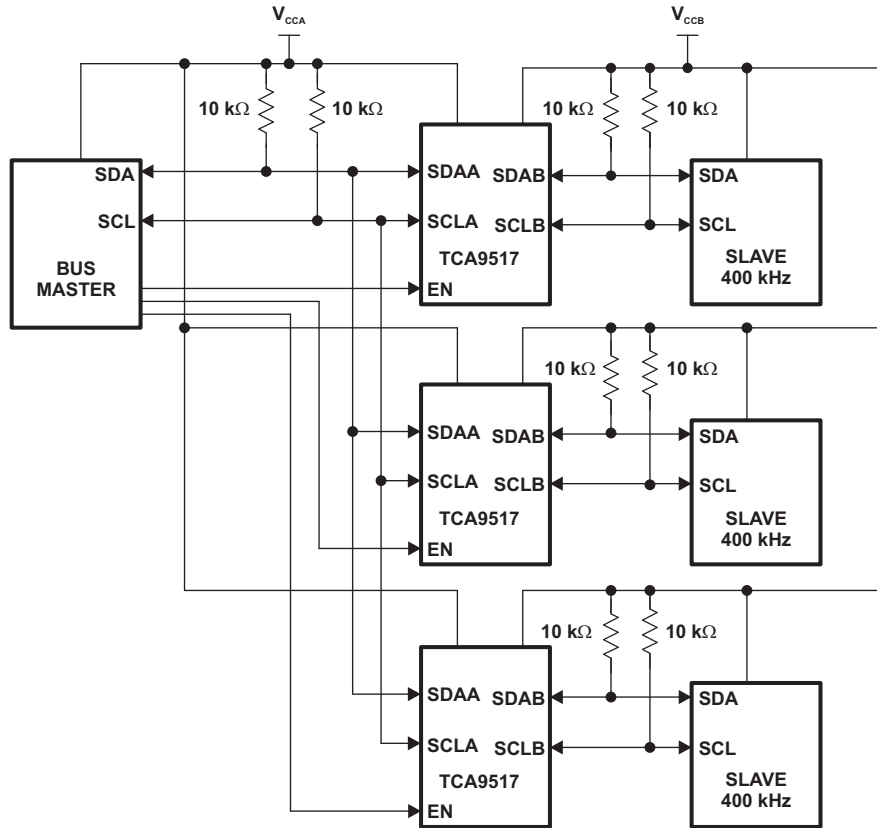 VCCA
VCCB
10 kΩ
10 kΩ
10 kΩ
10 kΩ
SDA
SCL
BUS
MASTER
SDAA
SDAB
SCLA
SCLB
TCA9517
EN
SDA
SCL
SLAVE
400 kHz
10 kΩ
10 kΩ
SDAA
SDAB
SCLA
SCLB
TCA9517
EN
SDA
SCL
SLAVE
400 kHz
10 kΩ
10 kΩ
SDAA
SDAB
SCLA
SCLB
TCA9517
EN
SDA
SCL
SLAVE
400 kHz